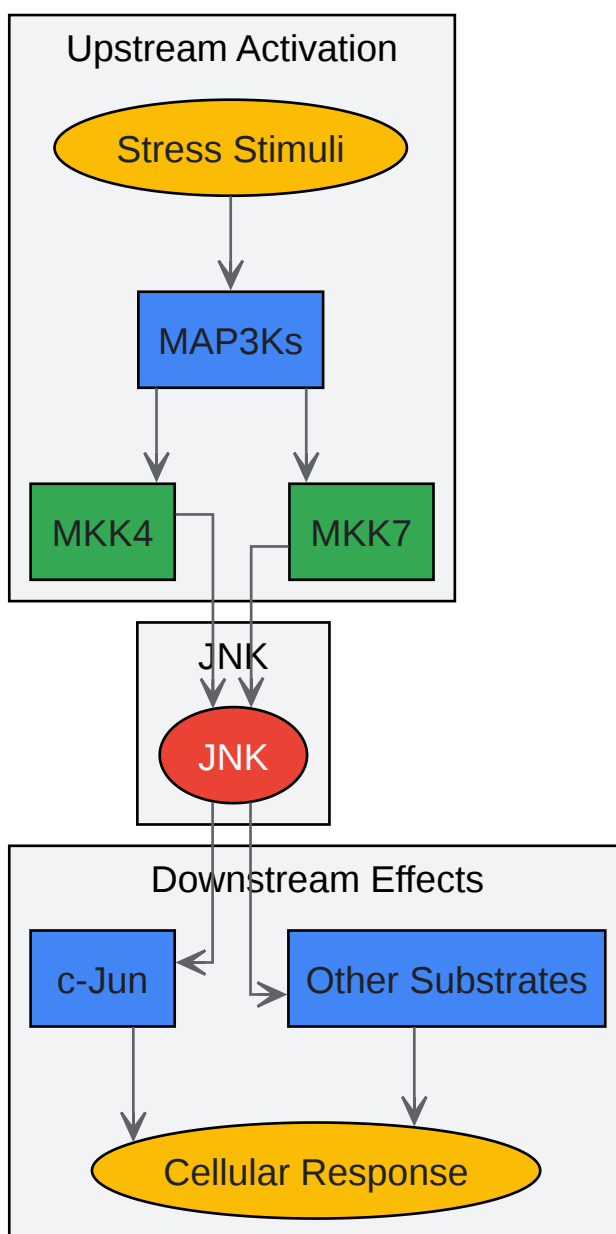 Upstream Activation
Stress Stimuli
MAP3Ks
MKK4
MKK7
JNK
JNK
Downstream Effects
c-Jun
Other Substrates
Cellular Response